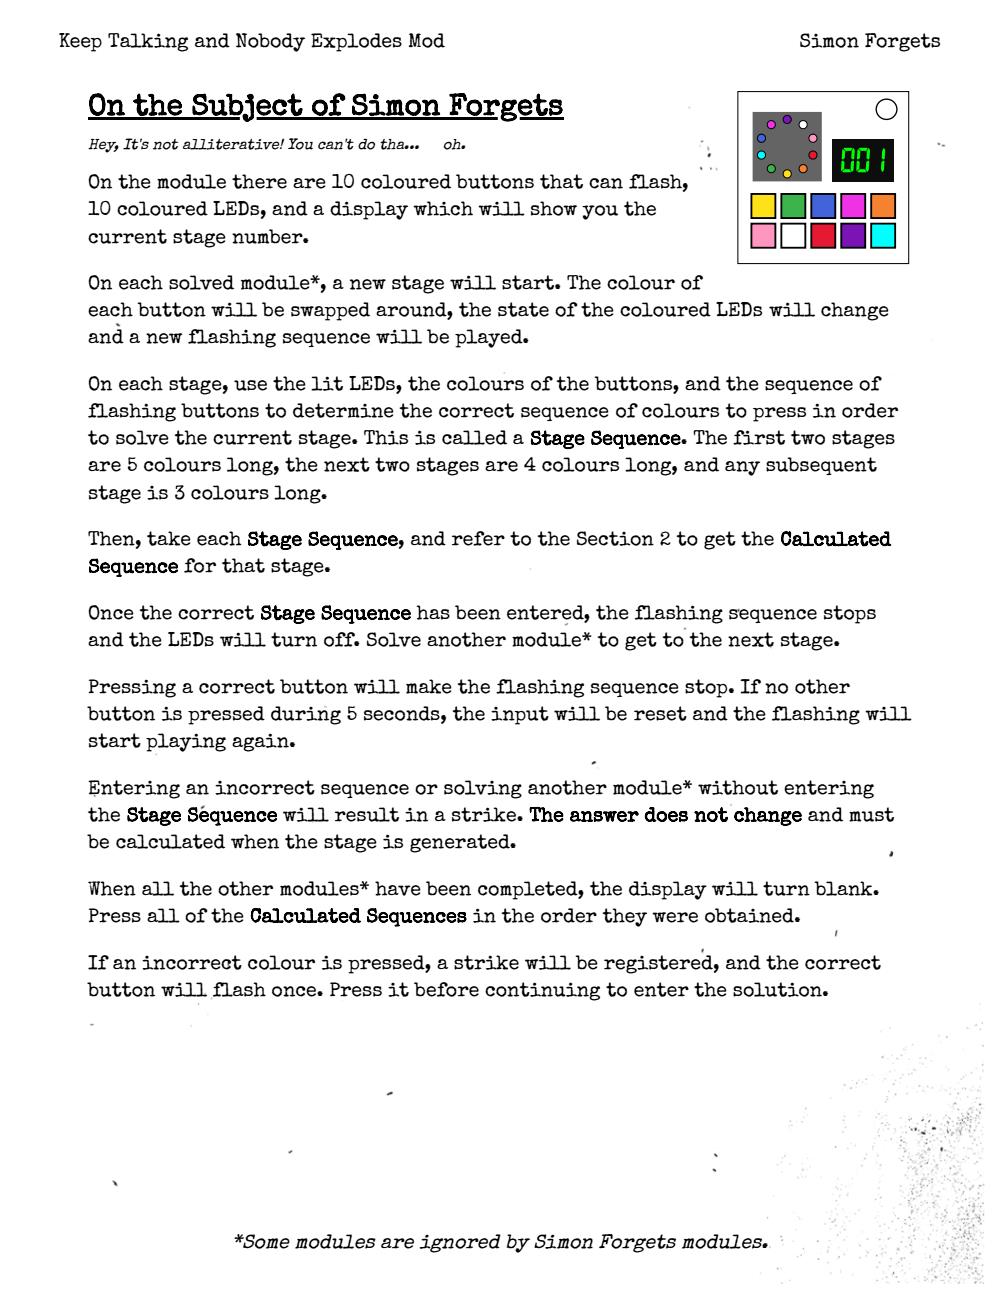 Keep Talking and Nobody Explodes Mod
Simon Forgets
On the Subject of Simon Forgets
Hey, It's not alliterative! You can't do tha... oh.
001
On the module there are 10 coloured buttons that can flash,
10 coloured LEDs, and a display which will show you the
current stage number.
On each solved module*, a new stage will start. The colour of
each button will be swapped around, the state of the coloured LEDs will change
and a new flashing sequence will be played.
On each stage, use the lit LEDs, the colours of the buttons, and the sequence of
flashing buttons to determine the correct sequence of colours to press in order
to solve the current stage. This is called a Stage Sequence. The first two stages
are 5 colours long, the next two stages are 4 colours long, and any subsequent
stage is 3 colours long.
Then, take each Stage Sequence, and refer to the Section 2 to get the Calculated
Sequence for that stage.
Once the correct Stage Sequence has been entered, the flashing sequence stops
and the LEDs will turn off. Solve another module* to get to the next stage.
Pressing a correct button will make the flashing sequence stop. If no other
button is pressed during 5 seconds, the input will be reset and the flashing will
start playing again.
Entering an incorrect sequence or solving another module* without entering
the Stage Sequence will result in a strike. The answer does not change and must
be calculated when the stage is generated.
When all the other modules* have been completed, the display will turn blank.
Press all of the Calculated Sequences in the order they were obtained.
If an incorrect colour is pressed, a strike will be registered, and the correct
button will flash once. Press it before continuing to enter the solution.
*Some modules are ignored by Simon Forgets modules.